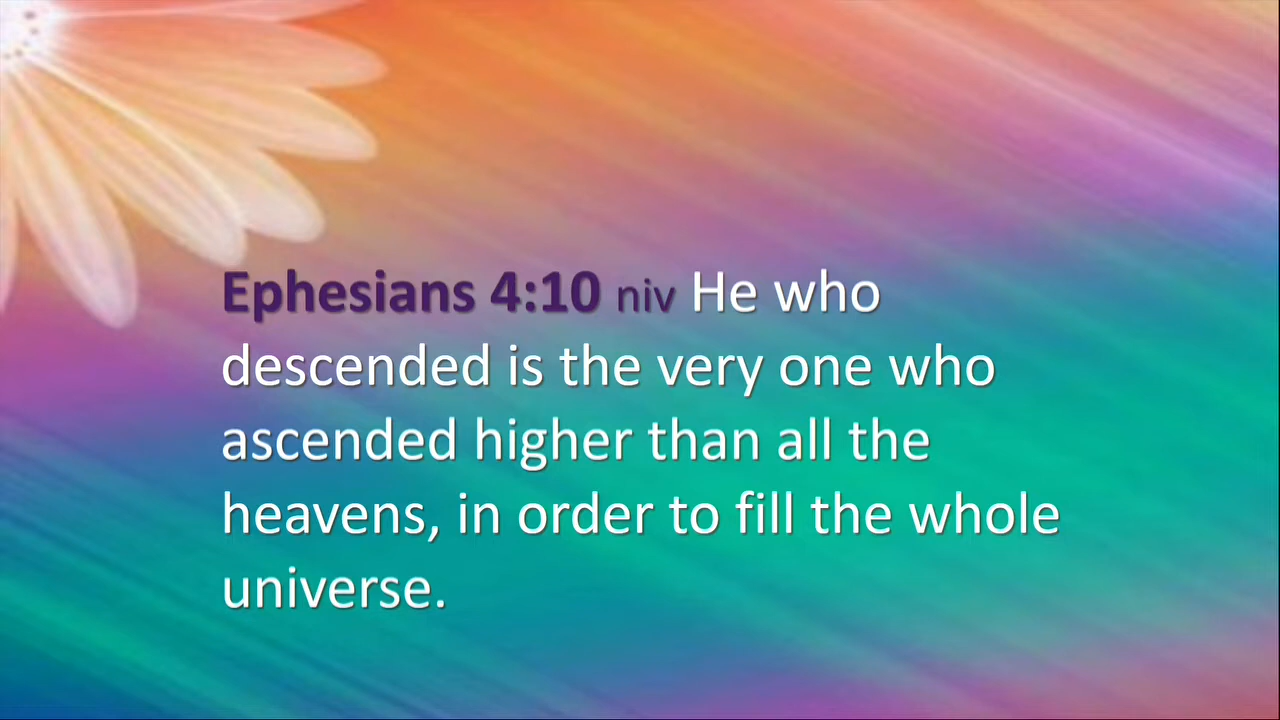 Ephesians 4:10 niv He who
descended is the very one who
ascended higher than all the
heavens, in order to fill the whole
universe.